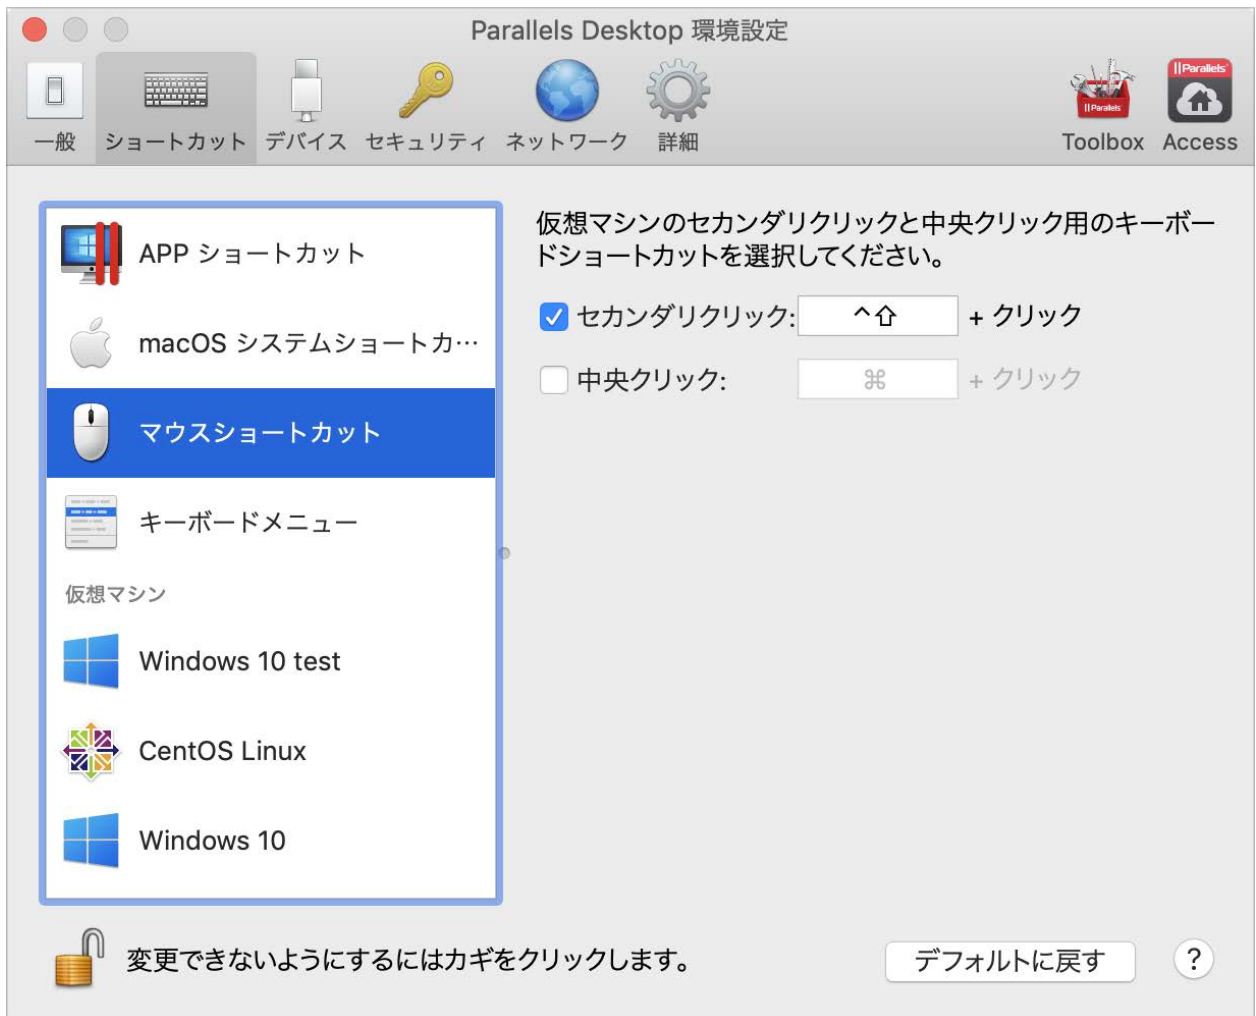 Parallels Desktop 環境設定
一般
ショートカット
デバイス
セキュリティ
ネットワーク
詳細
|| Parallels
Toolbox
|| Parallels
Access
APP ショートカット
macOS システムショートカ…
マウスショートカット
キーボードメニュー
仮想マシン
Windows 10 test
CentOS Linux
Windows 10
仮想マシンのセカンダリクリックと中央クリック用のキーボー
ドショートカットを選択してください。
セカンダリクリック: ^⇧ + クリック
中央クリック: ⌘ + クリック
変更できないようにするにはカギをクリックします。
デフォルトに戻す
?